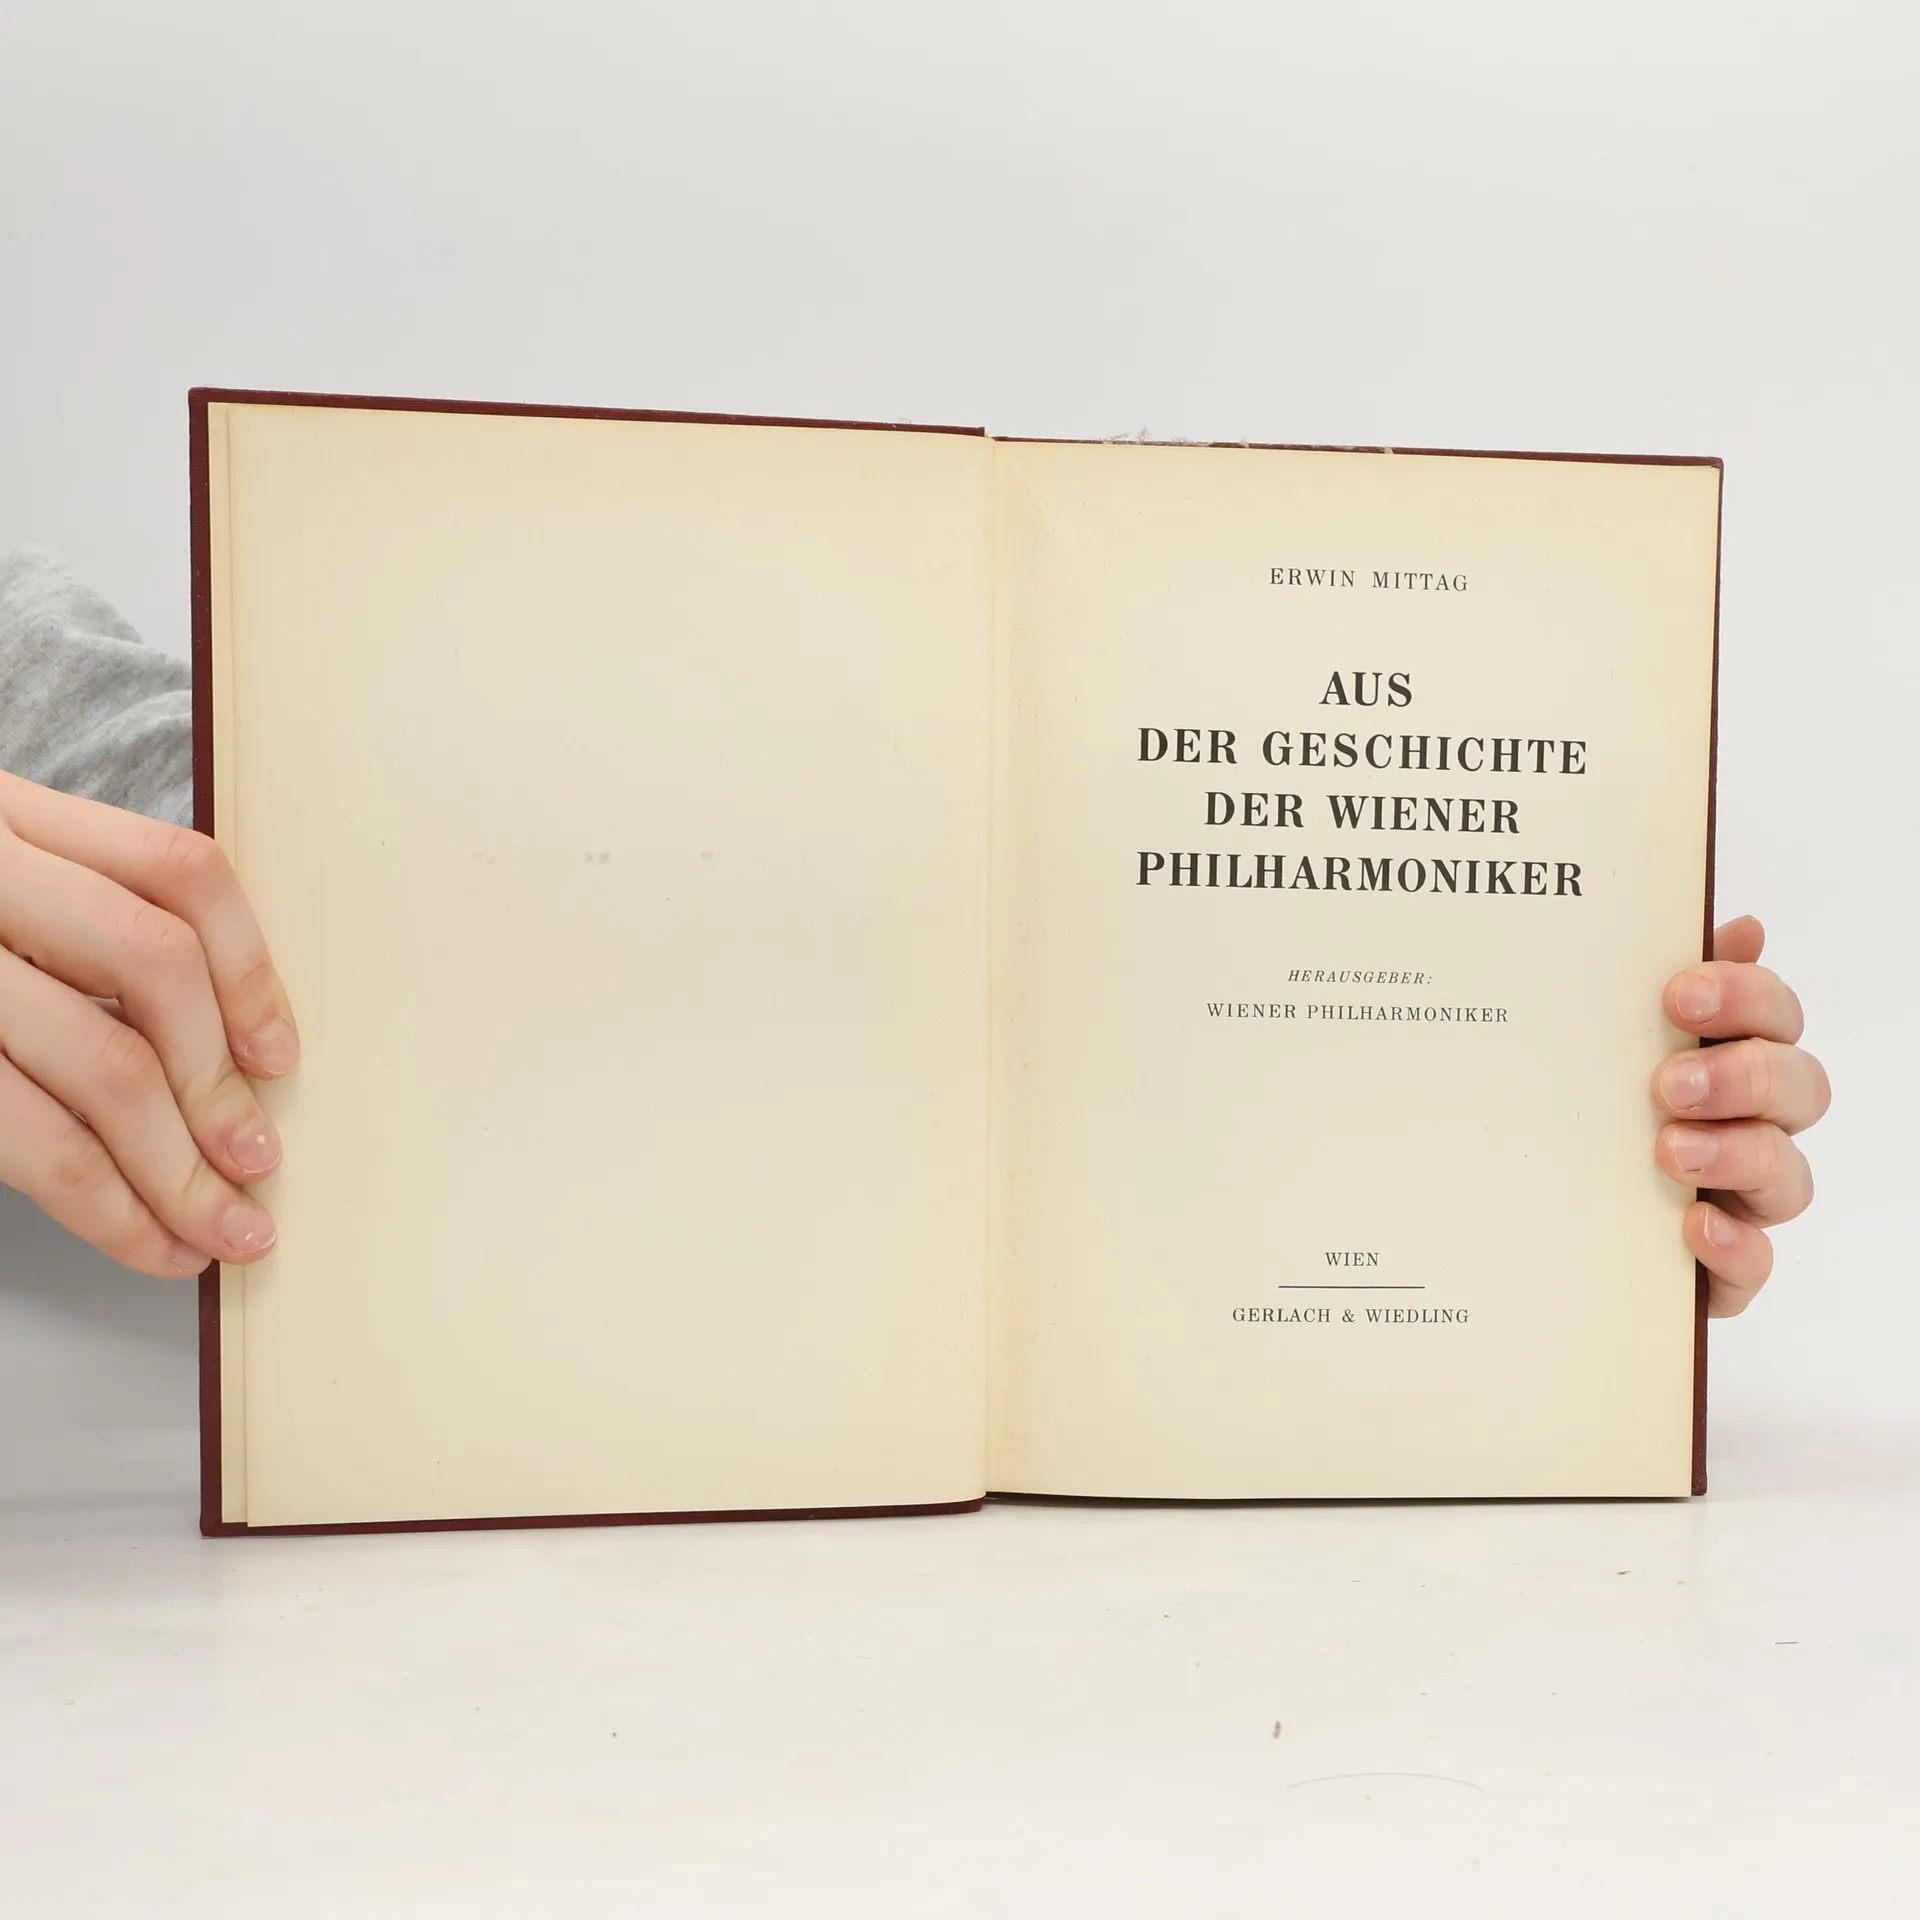 ERWIN MITTAG
AUS
DER GESCHICHTE
DER WIENER
PHILHARMONIKER
HERAUSGEBER:
WIENER PHILHARMONIKER
WIEN
GERLACH & WIEDLING